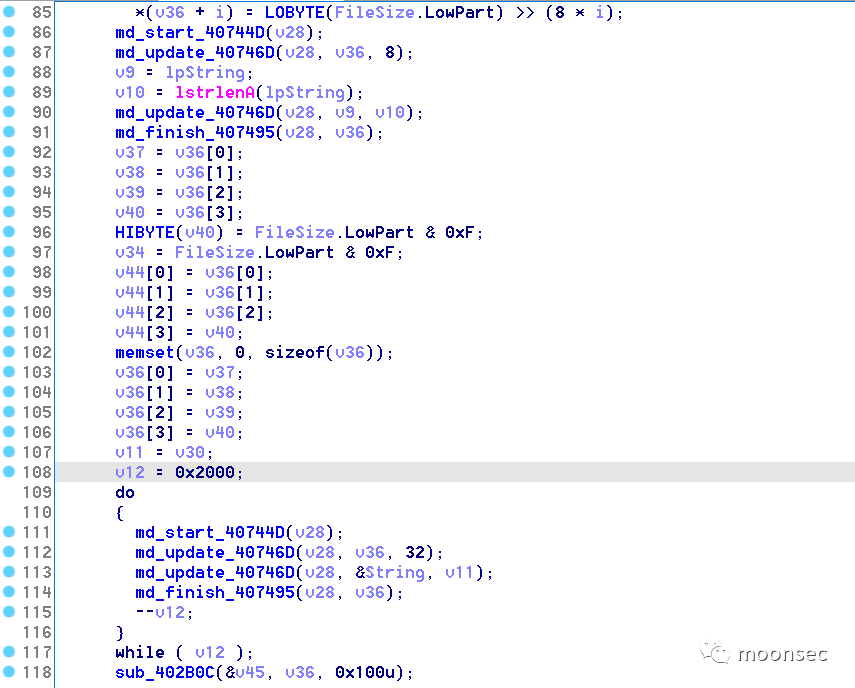 85 *(v36 + i) = LOBYTE(FileSize.LowPart) >> (8 * i);
86 md_start_40744D(v28);
87 md_update_40746D(v28, v36, 8);
88 v9 = lpString;
89 v10 = lstrlenA(lpString);
90 md_update_40746D(v28, v9, v10);
91 md_finish_407495(v28, v36);
92 v37 = v36[0];
93 v38 = v36[1];
94 v39 = v36[2];
95 v40 = v36[3];
96 HIBYTE(v40) = FileSize.LowPart & 0xF;
97 v34 = FileSize.LowPart & 0xF;
98 v44[0] = v36[0];
99 v44[1] = v36[1];
100 v44[2] = v36[2];
101 v44[3] = v40;
102 memset(v36, 0, sizeof(v36));
103 v36[0] = v37;
104 v36[1] = v38;
105 v36[2] = v39;
106 v36[3] = v40;
107 v11 = v30;
108 v12 = 0x2000;
109 do
110 {
111 md_start_40744D(v28);
112 md_update_40746D(v28, v36, 32);
113 md_update_40746D(v28, &String, v11);
114 md_finish_407495(v28, v36);
115 --v12;
116 }
117 while ( v12 );
118 sub_402B0C(&v45, v36, 0x100u);
moonsec